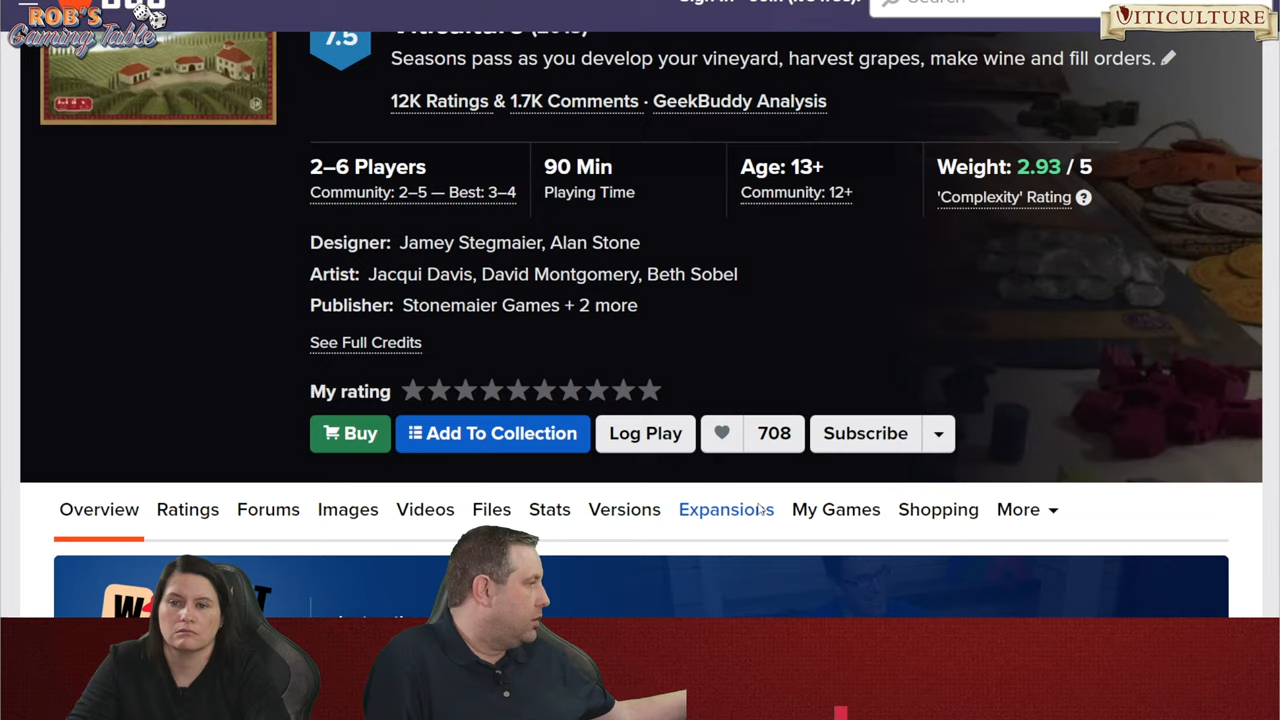 ROB'S
Gaming Table
VITICULTURE
7.5
Seasons pass as you develop your vineyard, harvest grapes, make wine and fill orders.
12K Ratings & 1.7K Comments · GeekBuddy Analysis
2–6 Players
Community: 2–5 — Best: 3–4
90 Min
Playing Time
Age: 13+
Community: 12+
Weight: 2.93 / 5
'Complexity' Rating ?
Designer: Jamey Stegmaier, Alan Stone
Artist: Jacqui Davis, David Montgomery, Beth Sobel
Publisher: Stonemaier Games + 2 more
See Full Credits
My rating
Buy Add To Collection Log Play 708 Subscribe
Overview Ratings Forums Images Videos Files Stats Versions Expansions My Games Shopping More